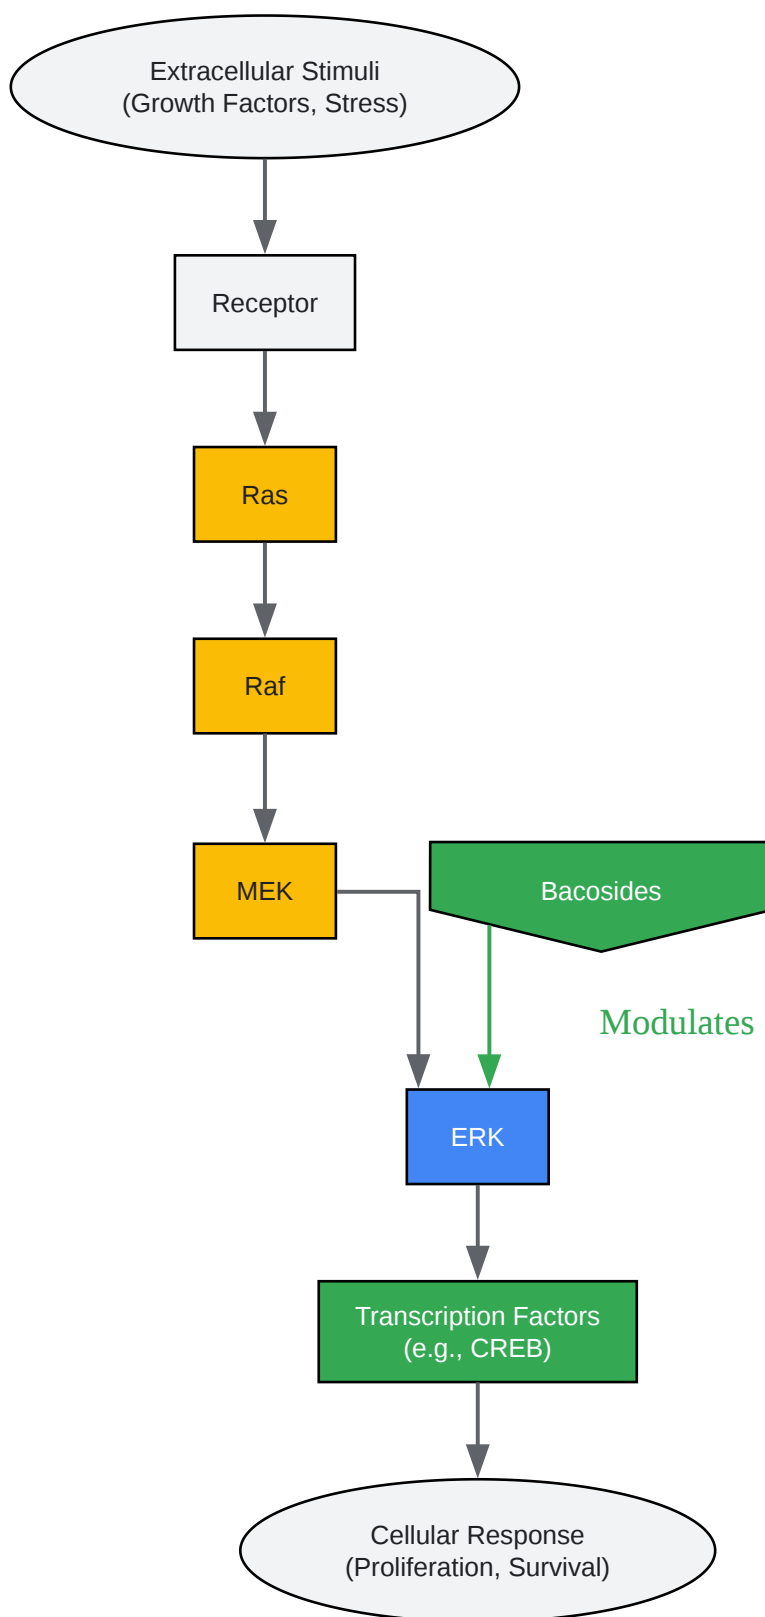 Extracellular Stimuli
(Growth Factors, Stress)
Receptor
Ras
Raf
MEK
Bacosides
Modulates
ERK
Transcription Factors
(e.g., CREB)
Cellular Response
(Proliferation, Survival)